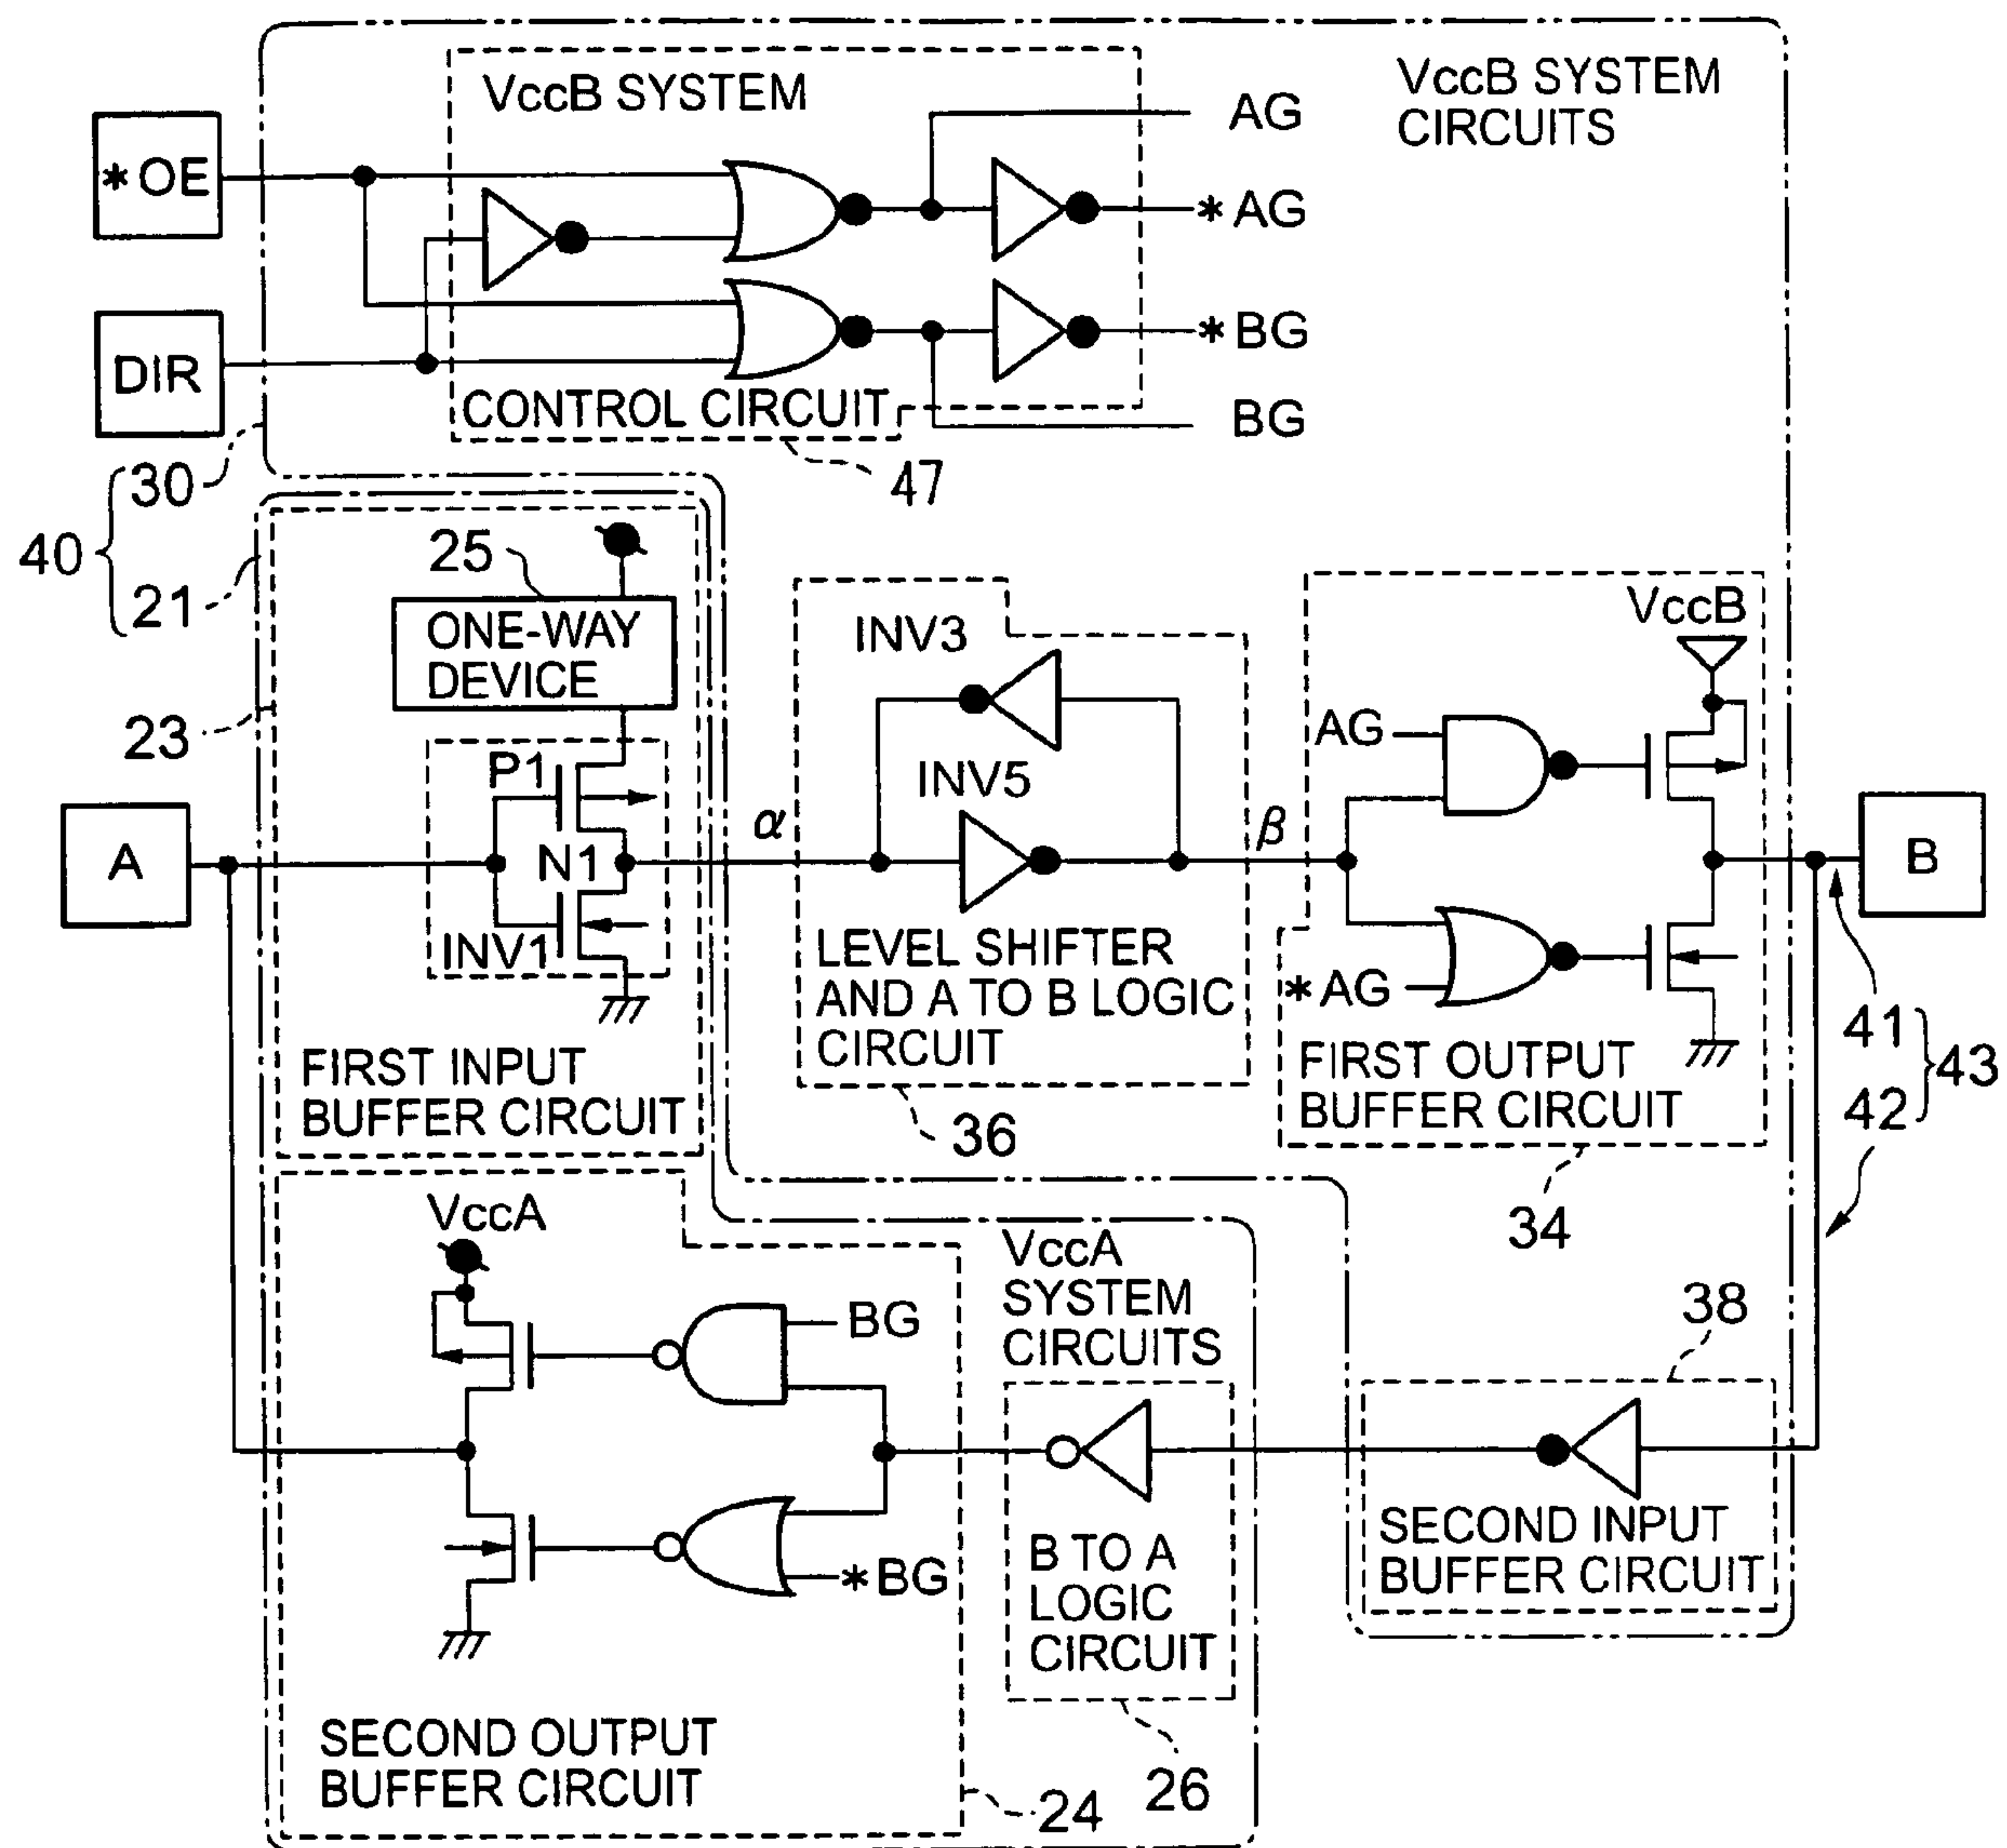 VccB SYSTEM
VccB SYSTEM
CIRCUITS
AG
*OE
*AG
DIR
*BG
CONTROL CIRCUIT
BG
30
47
40
21
25
ONE-WAY
DEVICE
23
INV3
VccB
P1
INV5
AG
A
N1
α
β
B
INV1
LEVEL SHIFTER
AND A TO B LOGIC
CIRCUIT
*AG
41
43
42
FIRST INPUT
BUFFER CIRCUIT
FIRST OUTPUT
BUFFER CIRCUIT
36
34
VccA
VccA
SYSTEM
CIRCUITS
BG
38
*BG
B TO A
LOGIC
CIRCUIT
SECOND INPUT
BUFFER CIRCUIT
SECOND OUTPUT
BUFFER CIRCUIT
24
26